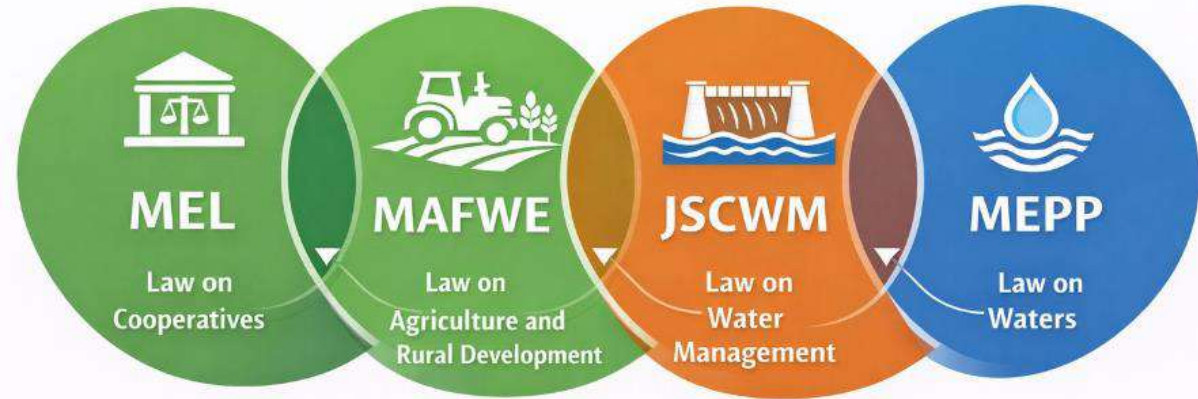 MEL
Law on
Cooperatives
MAFWE
Law on
Agriculture and
Rural Development
JSCWM
Law on
Water
Management
MEPP
Law on
Waters